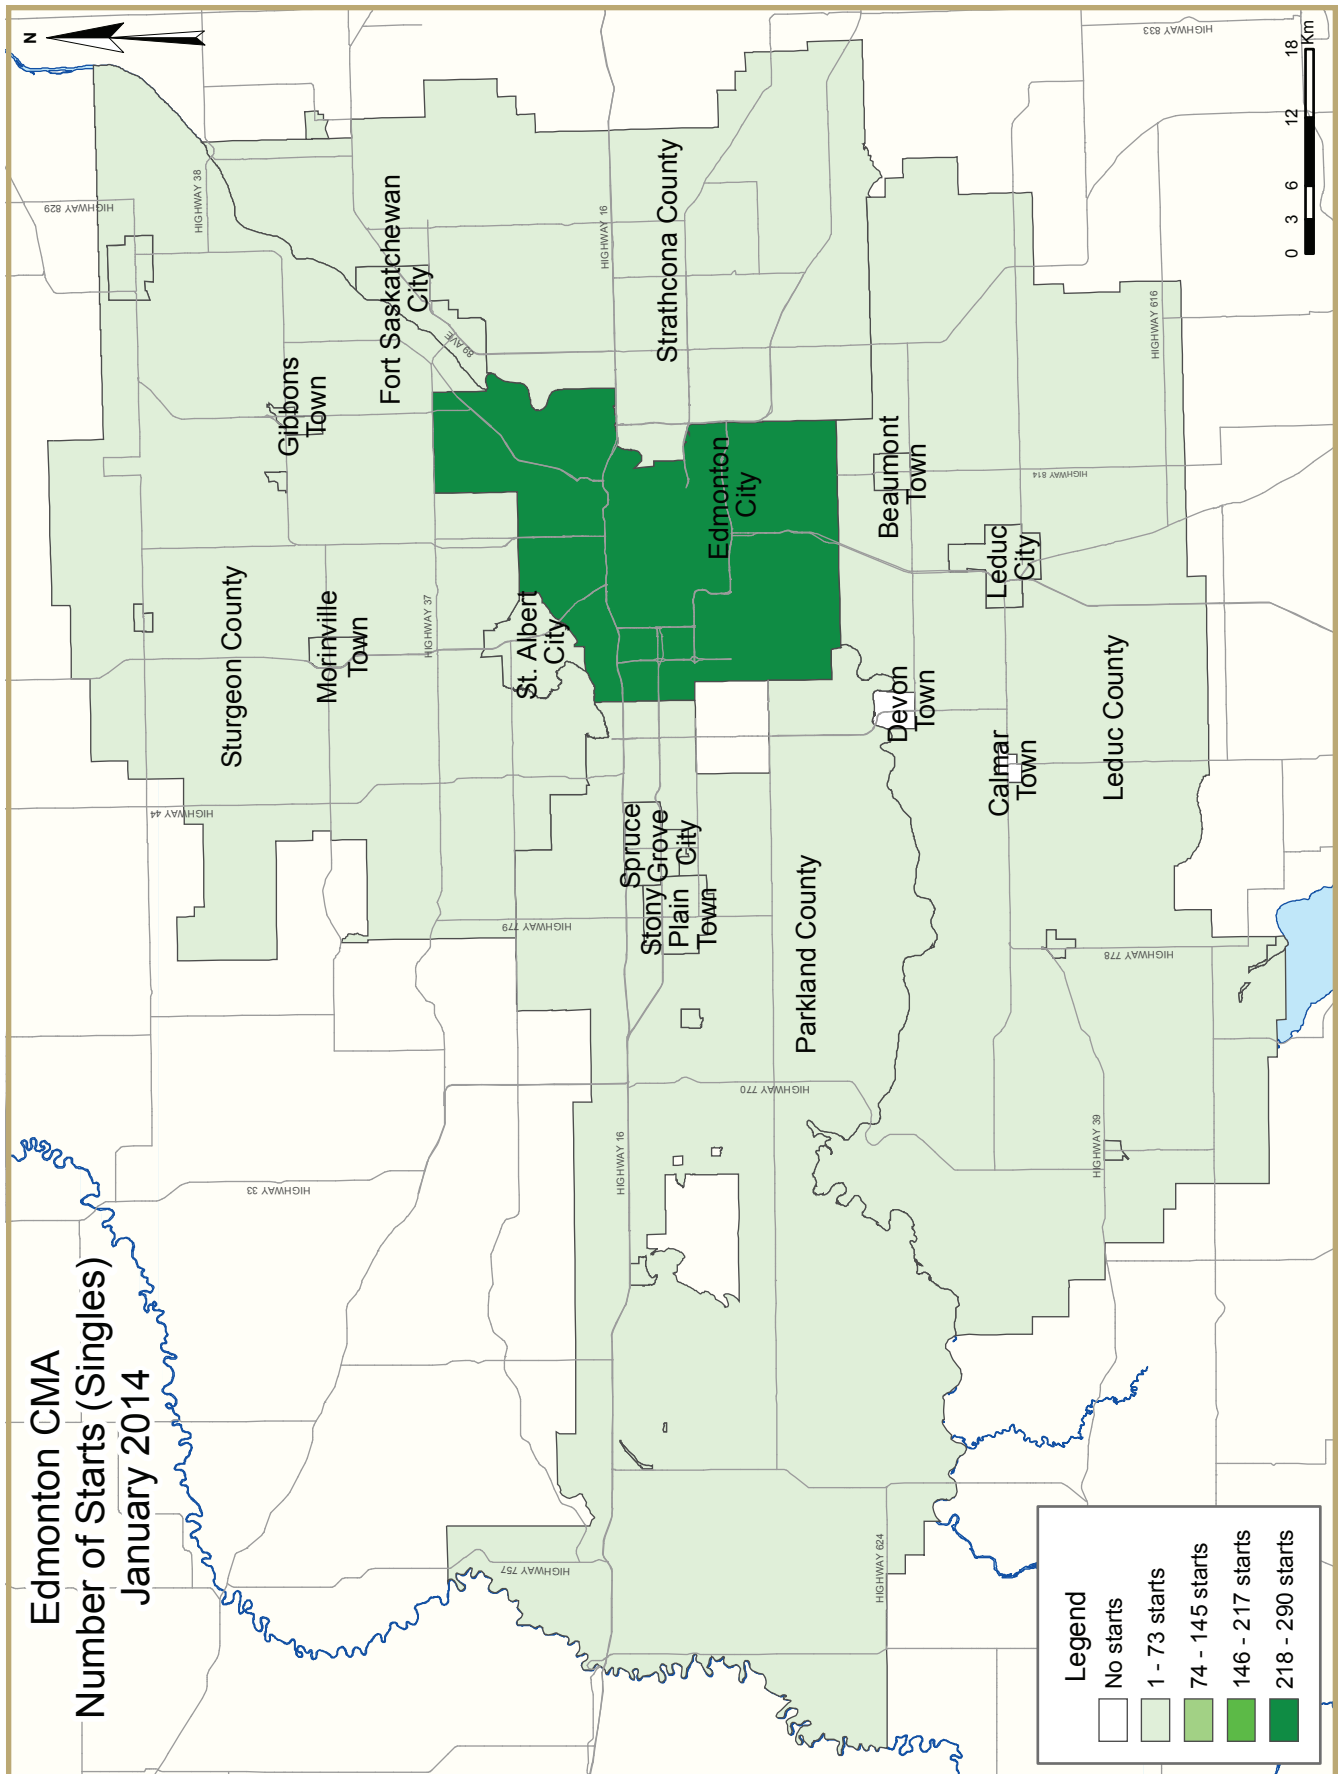 Edmonton CMA
Number of Starts (Singles)
January 2014
N
HIGHWAY 829
HIGHWAY 38
HIGHWAY 44
HIGHWAY 33
Sturgeon County
Gibbons
Town
Morinville
Town
Fort Saskatchewan
City
89 AVE
HIGHWAY 37
St. Albert
City
HIGHWAY 779
HIGHWAY 757
HIGHWAY 16
HIGHWAY 16
Spruce
Grove
City
Stony
Plain
Town
Strathcona County
Edmonton
City
HIGHWAY 770
Parkland County
HIGHWAY 624
Beaumont
Town
Devon
Town
HIGHWAY 814
Leduc
City
Calmar
Town
Leduc County
HIGHWAY 39
HIGHWAY 778
HIGHWAY 616
HIGHWAY 833
Legend
No starts
1 - 73 starts
74 - 145 starts
146 - 217 starts
218 - 290 starts
0 3 6 12 18
Km